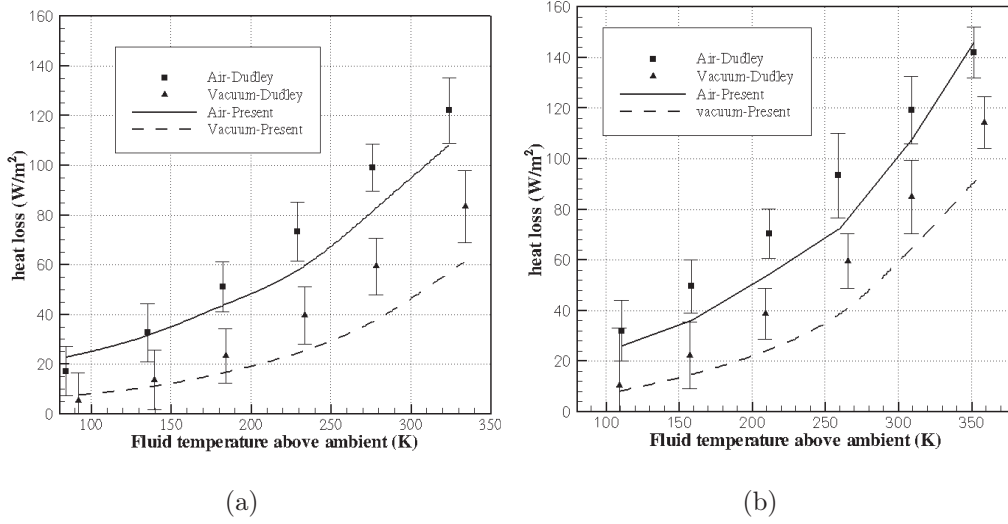 160
140
120
100
80
60
40
20
0
heat loss (W/m²)
Air-Dudley
Vacuum-Dudley
Air-Present
Vacuum-Present
100 150 200 250 300 350
Fluid temperature above ambient (K)
(a)
160
140
120
100
80
60
40
20
0
heat loss (W/m²)
Air-Dudley
Vacuum-Dudley
Air-Present
vacuum-Present
100 150 200 250 300 350
Fluid temperature above ambient (K)
(b)